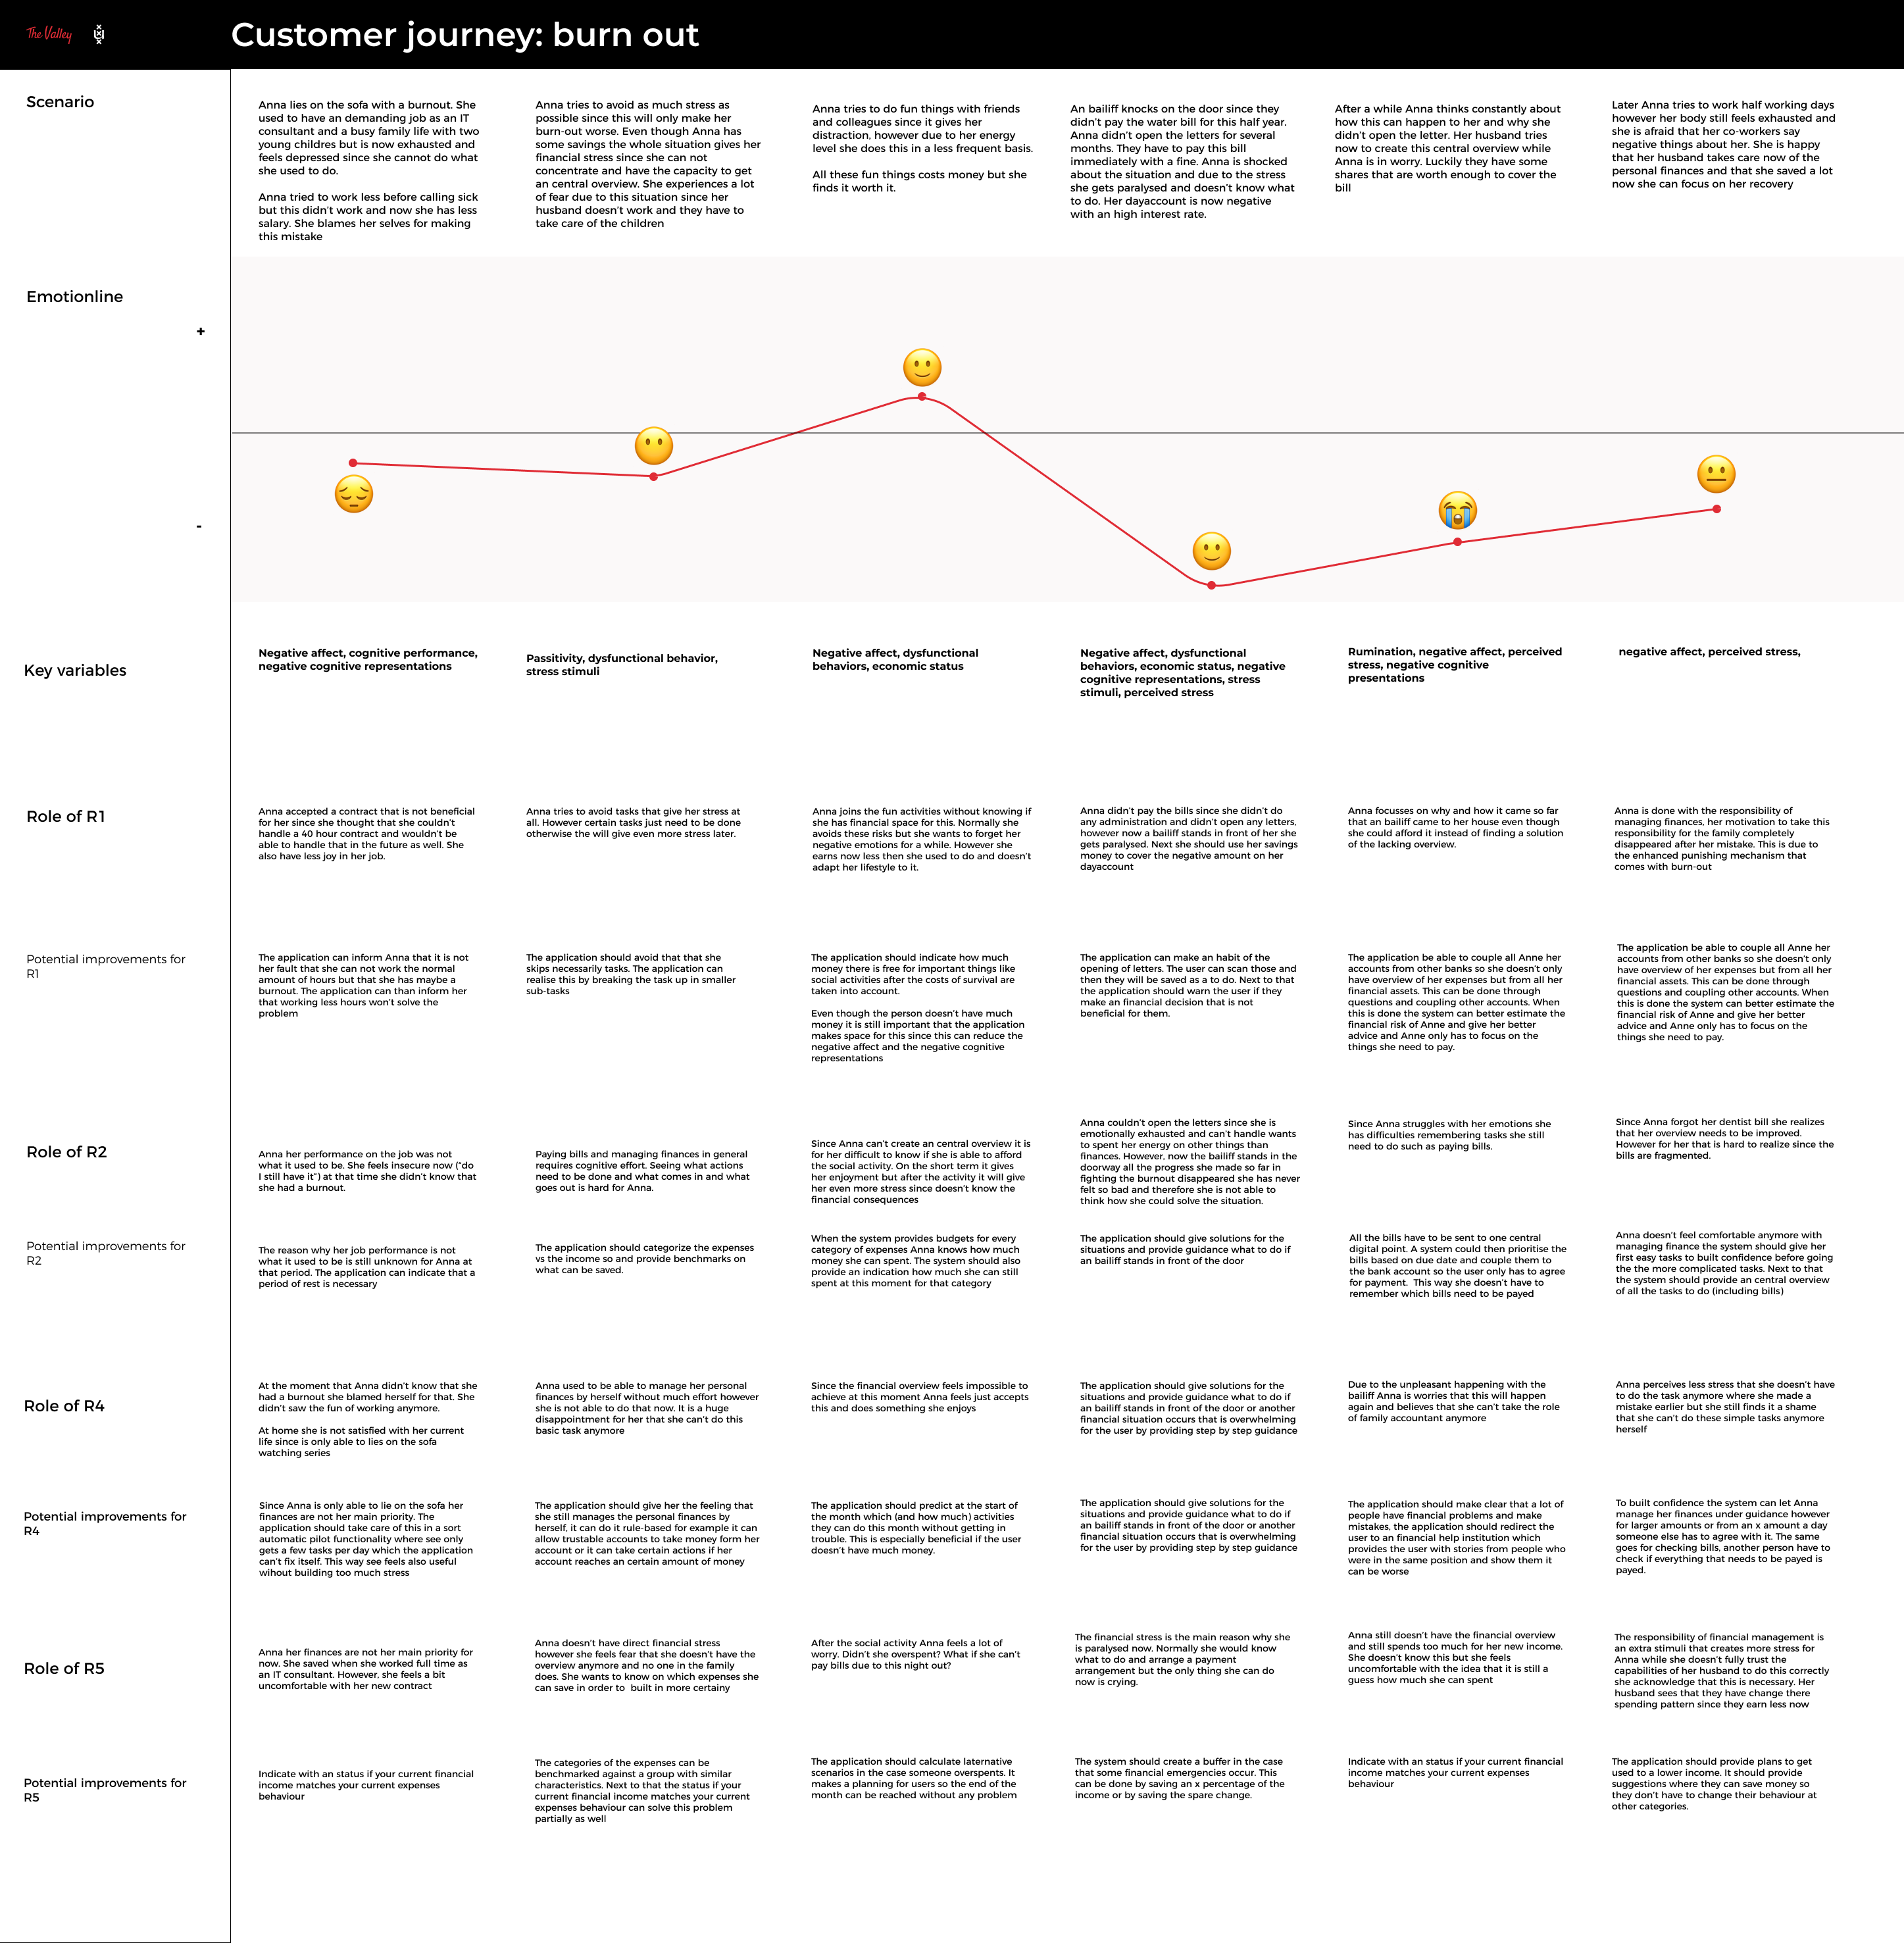 The Valley
Customer journey: burn out
Scenario
Anna lies on the sofa with a burnout. She
used to have an demanding job as an IT
consultant and a busy family life with two
young childres but is now exhausted and
feels depressed since she cannot do what
she used to do.
Anna tried to work less before calling sick
but this didn't work and now she has less
salary. She blames her selves for making
this mistake
Anna tries to avoid as much stress as
possible since this will only make her
burn-out worse. Even though Anna has
some savings the whole situation gives her
financial stress since she can not
concentrate and have the capacity to get
an central overview. She experiences a lot
of fear due to this situation since her
husband doesn't work and they have to
take care of the children
Anna tries to do fun things with friends
and colleagues since it gives her
distraction, however due to her energy
level she does this in a less frequent basis.
All these fun things costs money but she
finds it worth it.
An bailiff knocks on the door since they
didn't pay the water bill for this half year.
Anna didn't open the letters for several
months. They have to pay this bill
immediately with a fine. Anna is shocked
about the situation and due to the stress
she gets paralysed and doesn't know what
to do. Her dayaccount is now negative
with an high interest rate.
After a while Anna thinks constantly about
how this can happen to her and why she
didn't open the letter. Her husband tries
now to create this central overview while
Anna is in worry. Luckily they have some
shares that are worth enough to cover the
bill
Later Anna tries to work half working days
however her body still feels exhausted and
she is afraid that her co-workers say
negative things about her. She is happy
that her husband takes care now of the
personal finances and that she saved a lot
now she can focus on her recovery
Emotionline
+
-
Key variables
Negative affect, cognitive performance,
negative cognitive representations
Passitivity, dysfunctional behavior,
stress stimuli
Negative affect, dysfunctional
behaviors, economic status
Negative affect, dysfunctional
behaviors, economic status, negative
cognitive representations, stress
stimuli, perceived stress
Rumination, negative affect, perceived
stress, negative cognitive
presentations
negative affect, perceived stress,
Role of R1
Anna accepted a contract that is not beneficial
for her since she thought that she couldn't
handle a 40 hour contract and wouldn't be
able to handle that in the future as well. She
also have less joy in her job.
Anna tries to avoid tasks that give her stress at
all. However certain tasks just need to be done
otherwise the will give even more stress later.
Anna joins the fun activities without knowing if
she has financial space for this. Normally she
avoids these risks but she wants to forget her
negative emotions for a while. However she
earns now less then she used to do and doesn't
adapt her lifestyle to it.
Anna didn't pay the bills since she didn't do
any administration and didn't open any letters,
however now a bailiff stands in front of her she
gets paralysed. Next she should use her savings
money to cover the negative amount on her
dayaccount
Anna focusses on why and how it came so far
that an bailiff came to her house even though
she could afford it instead of finding a solution
of the lacking overview.
Anna is done with the responsibility of
managing finances, her motivation to take this
responsibility for the family completely
disappeared after her mistake. This is due to
the enhanced punishing mechanism that
comes with burn-out
Potential improvements for
R1
The application can inform Anna that it is not
her fault that she can not work the normal
amount of hours but that she has maybe a
burnout. The application can than inform her
that working less hours won't solve the
problem
The application should avoid that that she
skips necessarily tasks. The application can
realise this by breaking the task up in smaller
sub-tasks
The application should indicate how much
money there is free for important things like
social activities after the costs of survival are
taken into account.
Even though the person doesn't have much
money it is still important that the application
makes space for this since this can reduce the
negative affect and the negative cognitive
representations
The application can make an habit of the
opening of letters. The user can scan those and
then they will be saved as a to do. Next to that
the application should warn the user if they
make an financial decision that is not
beneficial for them.
The application be able to couple all Anne her
accounts from other banks so she doesn't only
have overview of her expenses but from all her
financial assets. This can be done through
questions and coupling other accounts. When
this is done the system can better estimate the
financial risk of Anne and give her better
advice and Anne only has to focus on the
things she need to pay.
The application be able to couple all Anne her
accounts from other banks so she doesn't only
have overview of her expenses but from all her
financial assets. This can be done through
questions and coupling other accounts. When
this is done the system can better estimate the
financial risk of Anne and give her better
advice and Anne only has to focus on the
things she need to pay.
Role of R2
Anna her performance on the job was not
what it used to be. She feels insecure now ("do
I still have it") at that time she didn't know that
she had a burnout.
Paying bills and managing finances in general
requires cognitive effort. Seeing what actions
need to be done and what comes in and what
goes out is hard for Anna.
Since Anna can't create an central overview it is
for her difficult to know if she is able to afford
the social activity. On the short term it gives
her enjoyment but after the activity it will give
her even more stress since doesn't know the
financial consequences
Anna couldn't open the letters since she is
emotionally exhausted and can't handle wants
to spent her energy on other things than
finances. However, now the bailiff stands in the
doorway all the progress she made so far in
fighting the burnout disappeared she has never
felt so bad and therefore she is not able to
think how she could solve the situation.
Since Anna struggles with her emotions she
has difficulties remembering tasks she still
need to do such as paying bills.
Since Anna forgot her dentist bill she realizes
that her overview needs to be improved.
However for her that is hard to realize since the
bills are fragmented.
Potential improvements for
R2
The reason why her job performance is not
what it used to be is still unknown for Anna at
that period. The application can indicate that a
period of rest is necessary
The application should categorize the expenses
vs the income so and provide benchmarks on
what can be saved.
When the system provides budgets for every
category of expenses Anna knows how much
money she can spent. The system should also
provide an indication how much she can still
spent at this moment for that category
The application should give solutions for the
situations and provide guidance what to do if
an bailiff stands in front of the door
All the bills have to be sent to one central
digital point. A system could then prioritise the
bills based on due date and couple them to
the bank account so the user only has to agree
for payment. This way she doesn't have to
remember which bills need to be payed
Anna doesn't feel comfortable anymore with
managing finance the system should give her
first easy tasks to built confidence before going
the the more complicated tasks. Next to that
the system should provide an central overview
of all the tasks to do (including bills)
Role of R4
At the moment that Anna didn't know that she
had a burnout she blamed herself for that. She
didn't saw the fun of working anymore.
At home she is not satisfied with her current
life since is only able to lies on the sofa
watching series
Anna used to be able to manage her personal
finances by herself without much effort however
she is not able to do that now. It is a huge
disappointment for her that she can't do this
basic task anymore
Since the financial overview feels impossible to
achieve at this moment Anna feels just accepts
this and does something she enjoys
The application should give solutions for the
situations and provide guidance what to do if
an bailiff stands in front of the door or another
financial situation occurs that is overwhelming
for the user by providing step by step guidance
Due to the unpleasant happening with the
bailiff Anna is worries that this will happen
again and believes that she can't take the role
of family accountant anymore
Anna perceives less stress that she doesn't have
to do the task anymore where she made a
mistake earlier but she still finds it a shame
that she can't do these simple tasks anymore
herself
Potential improvements for
R4
Since Anna is only able to lie on the sofa her
finances are not her main priority. The
application should take care of this in a sort
automatic pilot functionality where see only
gets a few tasks per day which the application
can't fix itself. This way see feels also useful
wihout building too much stress
The application should give her the feeling that
she still manages the personal finances by
herself, it can do it rule-based for example it can
allow trustable accounts to take money form her
account or it can take certain actions if her
account reaches an certain amount of money
The application should predict at the start of
the month which (and how much) activities
they can do this month without getting in
trouble. This is especially beneficial if the user
doesn't have much money.
The application should give solutions for the
situations and provide guidance what to do if
an bailiff stands in front of the door or another
financial situation occurs that is overwhelming
for the user by providing step by step guidance
The application should make clear that a lot of
people have financial problems and make
mistakes, the application should redirect the
user to an financial help institution which
provides the user with stories from people who
were in the same position and show them it
can be worse
To built confidence the system can let Anna
manage her finances under guidance however
for larger amounts or from an x amount a day
someone else has to agree with it. The same
goes for checking bills, another person have to
check if everything that needs to be payed is
payed.
Role of R5
Anna her finances are not her main priority for
now. She saved when she worked full time as
an IT consultant. However, she feels a bit
uncomfortable with her new contract
Anna doesn't have direct financial stress
however she feels fear that she doesn't have the
overview anymore and no one in the family
does. She wants to know on which expenses she
can save in order to built in more certainy
After the social activity Anna feels a lot of
worry. Didn't she overspent? What if she can't
pay bills due to this night out?
The financial stress is the main reason why she
is paralysed now. Normally she would know
what to do and arrange a payment
arrangement but the only thing she can do
now is crying.
Anna still doesn't have the financial overview
and still spends too much for her new income.
She doesn't know this but she feels
uncomfortable with the idea that it is still a
guess how much she can spent
The responsibility of financial management is
an extra stimuli that creates more stress for
Anna while she doesn't fully trust the
capabilities of her husband to do this correctly
she acknowledge that this is necessary. Her
husband sees that they have change there
spending pattern since they earn less now
Potential improvements for
R5
Indicate with an status if your current financial
income matches your current expenses
behaviour
The categories of the expenses can be
benchmarked against a group with similar
characteristics. Next to that the status if your
current financial income matches your current
expenses behaviour can solve this problem
partially as well
The application should calculate laternative
scenarios in the case someone overspents. It
makes a planning for users so the end of the
month can be reached without any problem
The system should create a buffer in the case
that some financial emergencies occur. This
can be done by saving an x percentage of the
income or by saving the spare change.
Indicate with an status if your current financial
income matches your current expenses
behaviour
The application should provide plans to get
used to a lower income. It should provide
suggestions where they can save money so
they don't have to change their behaviour at
other categories.